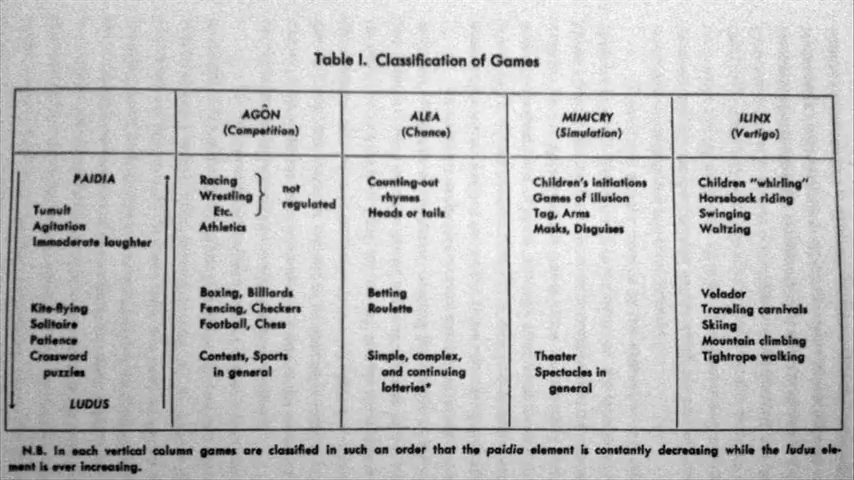 Table I. Classification of Games
AGÔN
(Competition)
ALEA
(Chance)
MIMICRY
(Simulation)
ILINX
(Vertigo)
PAIDIA
Tumult
Agitation
Immoderate laughter
Kite-flying
Solitaire
Patience
Crossword
puzzles
LUDUS
Racing
Wrestling
Etc.
not
regulated
Athletics
Boxing, Billiards
Fencing, Checkers
Football, Chess
Contests, Sports
in general
Counting-out
rhymes
Heads or tails
Betting
Roulette
Simple, complex,
and continuing
lotteries*
Children's initiations
Games of illusion
Tag, Arms
Masks, Disguises
Theater
Spectacles in
general
Children "whirling"
Horseback riding
Swinging
Waltzing
Volador
Traveling carnivals
Skiing
Mountain climbing
Tightrope walking
N.B. In each vertical column games are classified in such an order that the paidia element is constantly decreasing while the ludus ele-
ment is ever increasing.